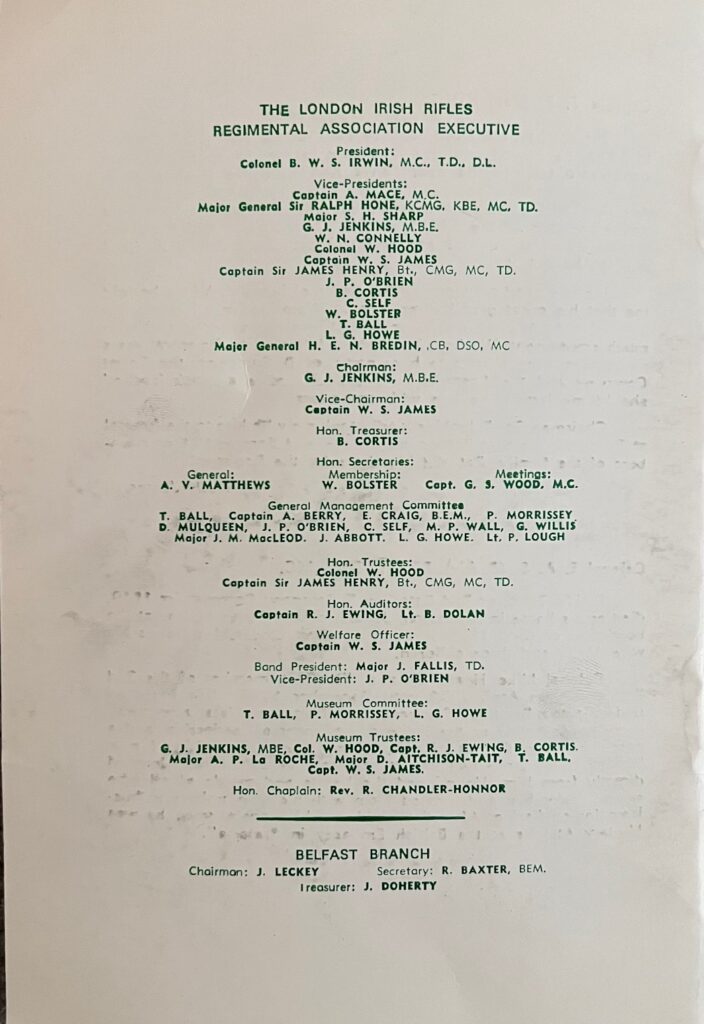 THE LONDON IRISH RIFLES
REGIMENTAL ASSOCIATION EXECUTIVE
President:
Colonel B. W. S. IRWIN, M.C., T.D., D.L.
Vice-Presidents:
Captain A. MACE, M.C.
Major General Sir RALPH HONE, KCMG, KBE, MC, TD.
Major S. H. SHARP
G. J. JENKINS, M.B.E.
W. N. CONNELLY
Colonel W. HOOD
Captain W. S. JAMES
Captain Sir JAMES HENRY, Bt., CMG, MC, TD.
J. P. O'BRIEN
B. CORTIS
C. SELF
W. BOLSTER
T. BALL
L. G. HOWE
Major General H. E. N. BREDIN, CB, DSO, MC
Chairman:
G. J. JENKINS, M.B.E.
Vice-Chairman:
Captain W. S. JAMES
Hon. Treasurer:
B. CORTIS
Hon. Secretaries:
General: Membership: Meetings:
A. V. MATTHEWS W. BOLSTER Capt. G. S. WOOD, M.C.
General Management Committee
T. BALL, Captain A. BERRY, E. CRAIG, B.E.M., P. MORRISSEY
D. MULQUEEN, J. P. O'BRIEN, C. SELF, M. P. WALL, G. WILLIS
Major J. M. MacLEOD. J. ABBOTT. L. G. HOWE. Lt. P. LOUGH
Hon. Trustees:
Colonel W. HOOD
Captain Sir JAMES HENRY, Bt., CMG, MC, TD.
Hon. Auditors:
Captain R. J. EWING, Lt. B. DOLAN
Welfare Officer:
Captain W. S. JAMES
Band President: Major J. FALLIS, TD.
Vice-President: J. P. O'BRIEN
Museum Committee:
T. BALL, P. MORRISSEY, L. G. HOWE
Museum Trustees:
G. J. JENKINS, MBE, Col. W. HOOD, Capt. R. J. EWING, B. CORTIS.
Major A. P. La ROCHE, Major D. AITCHISON-TAIT, T. BALL,
Capt. W. S. JAMES.
Hon. Chaplain: Rev. R. CHANDLER-HONNOR
BELFAST BRANCH
Chairman: J. LECKEY Secretary: R. BAXTER, BEM.
Treasurer: J. DOHERTY